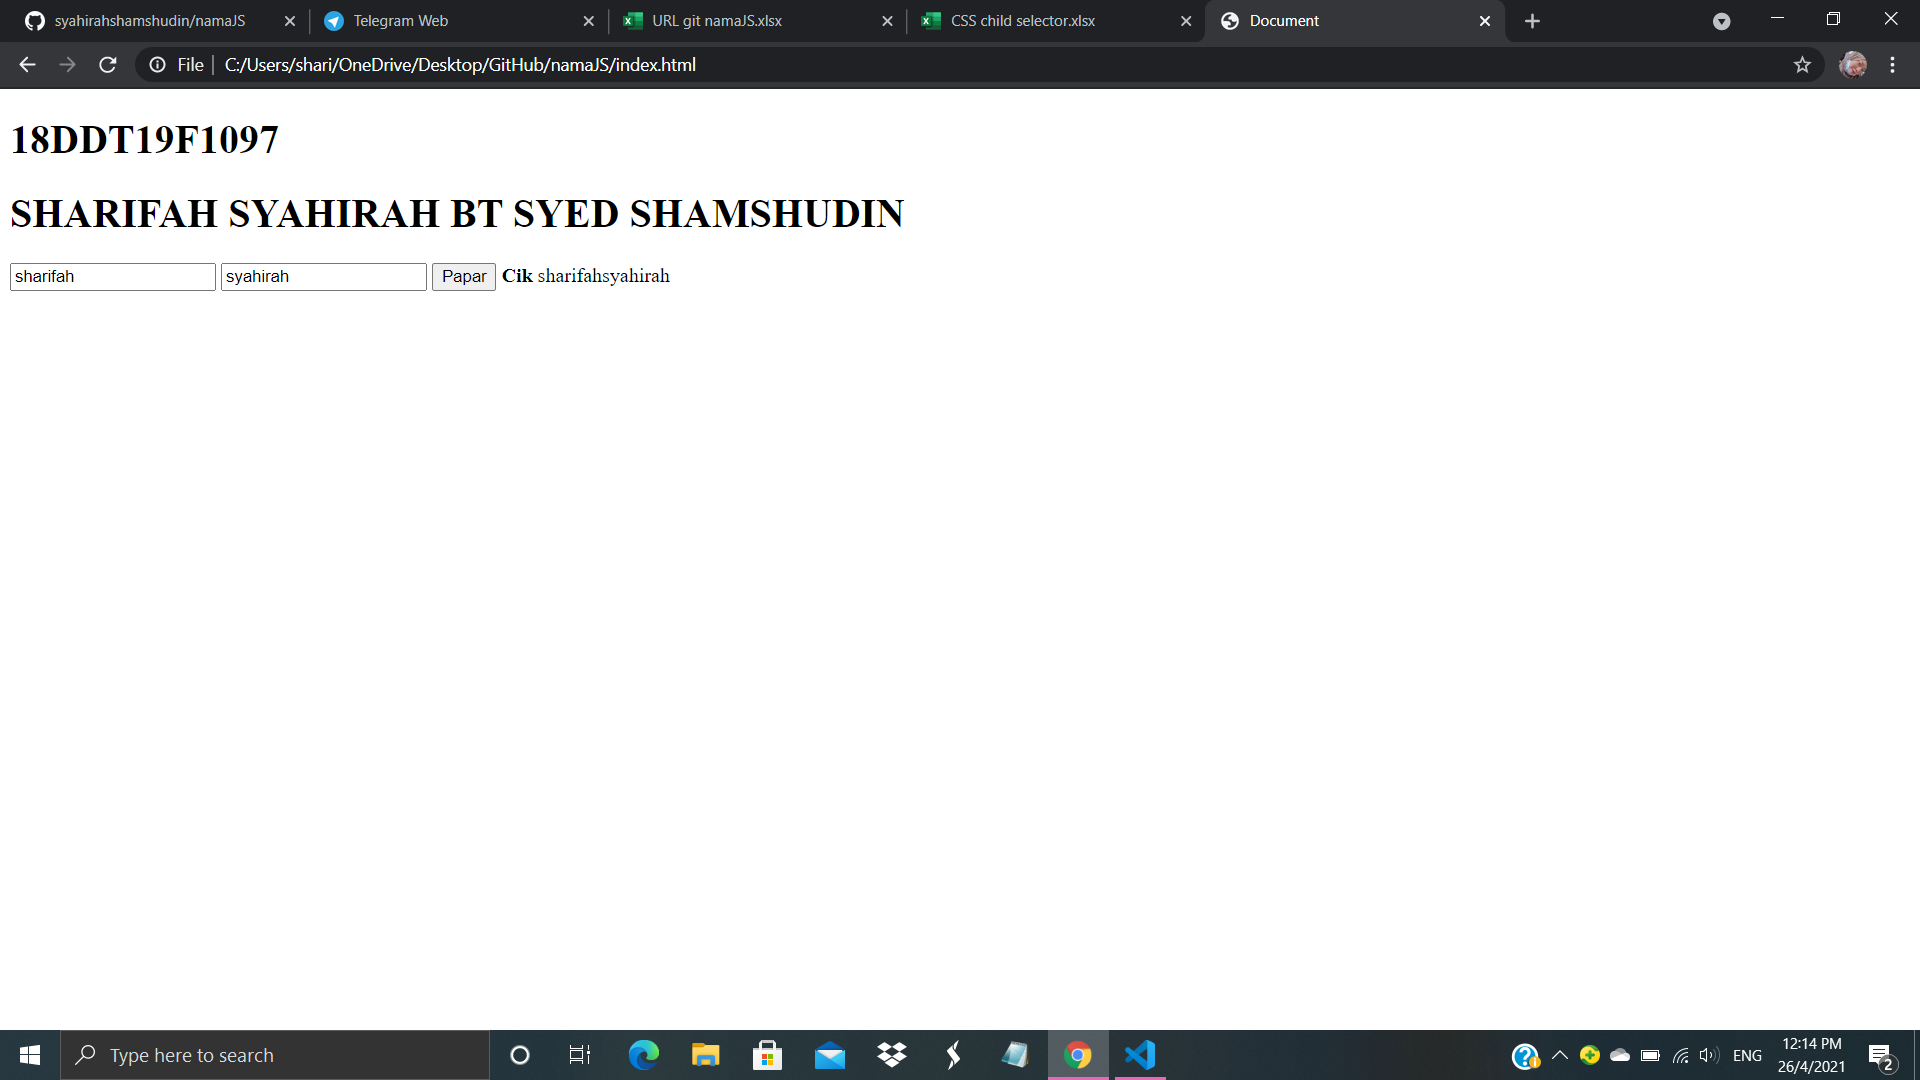 syahirahshamshudin/namaJS
Telegram Web
URL git namaJS.xlsx
CSS child selector.xlsx
Document
File
C:/Users/shari/OneDrive/Desktop/GitHub/namaJS/index.html
18DDT19F1097
SHARIFAH SYAHIRAH BT SYED SHAMSHUDIN
sharifah syahirah Papar Cik sharifahsyahirah
Type here to search
ENG
12:14 PM
26/4/2021
2